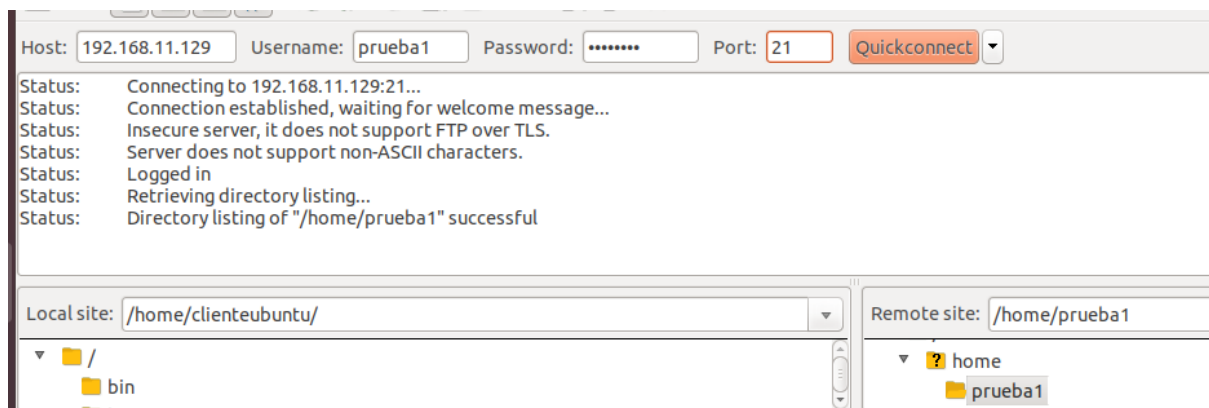 Host: 192.168.11.129 Username: prueba1 Password: •••••••• Port: 21 Quickconnect
Status: Connecting to 192.168.11.129:21...
Status: Connection established, waiting for welcome message...
Status: Insecure server, it does not support FTP over TLS.
Status: Server does not support non-ASCII characters.
Status: Logged in
Status: Retrieving directory listing...
Status: Directory listing of "/home/prueba1" successful
Local site: /home/clienteubuntu/ Remote site: /home/prueba1
/ ? home
bin prueba1